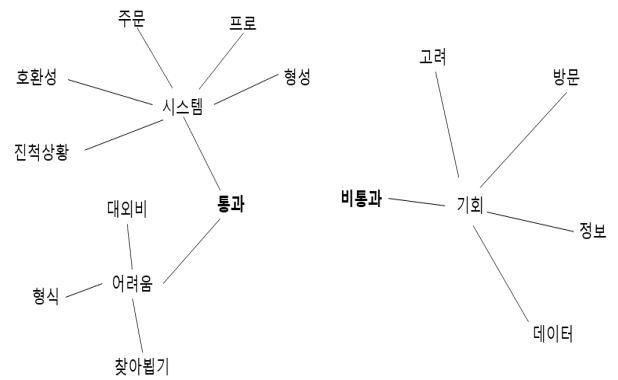 주문
프로
호환성
형성
시스템
진척상황
통과
대외비
어려움
형식
찾아뵙기
고려
방문
비통과
기회
정보
데이터